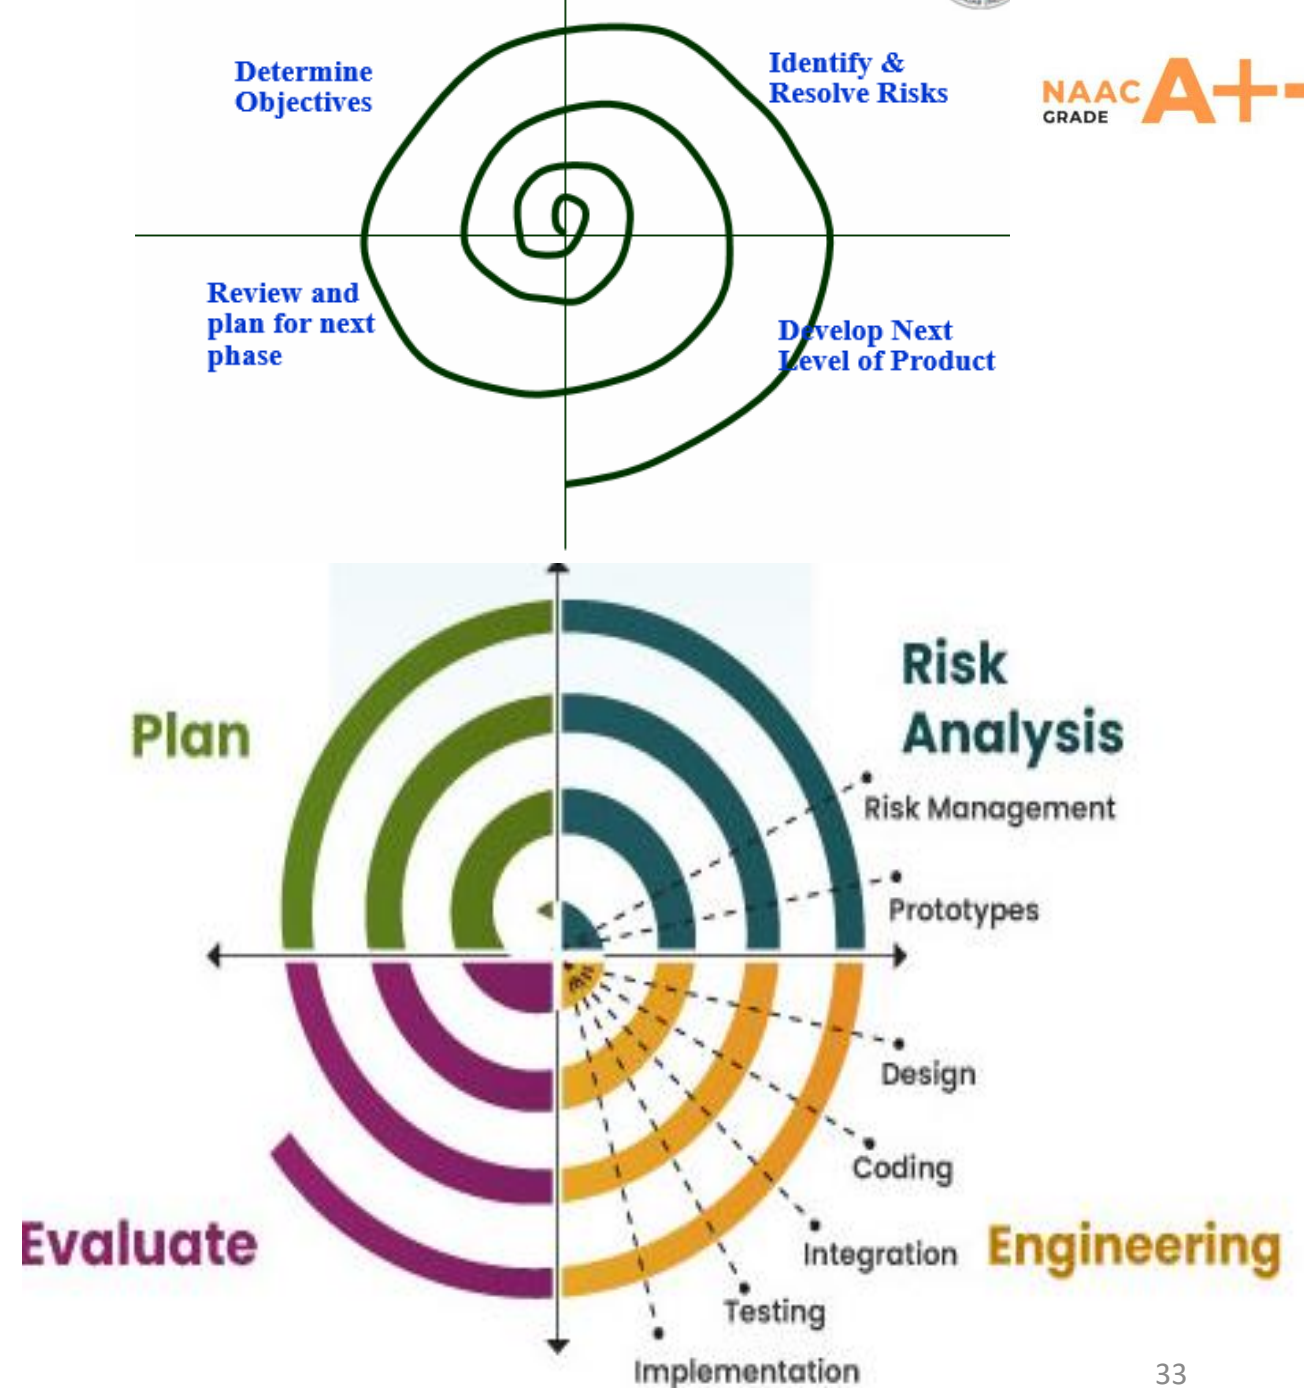 Determine
Objectives
Identify &
Resolve Risks
NAAC A+
GRADE
Review and
plan for next
phase
Develop Next
Level of Product
Risk
Analysis
Plan
Risk Management
Prototypes
Design
Coding
Evaluate
Integration
Engineering
Testing
Implementation
33